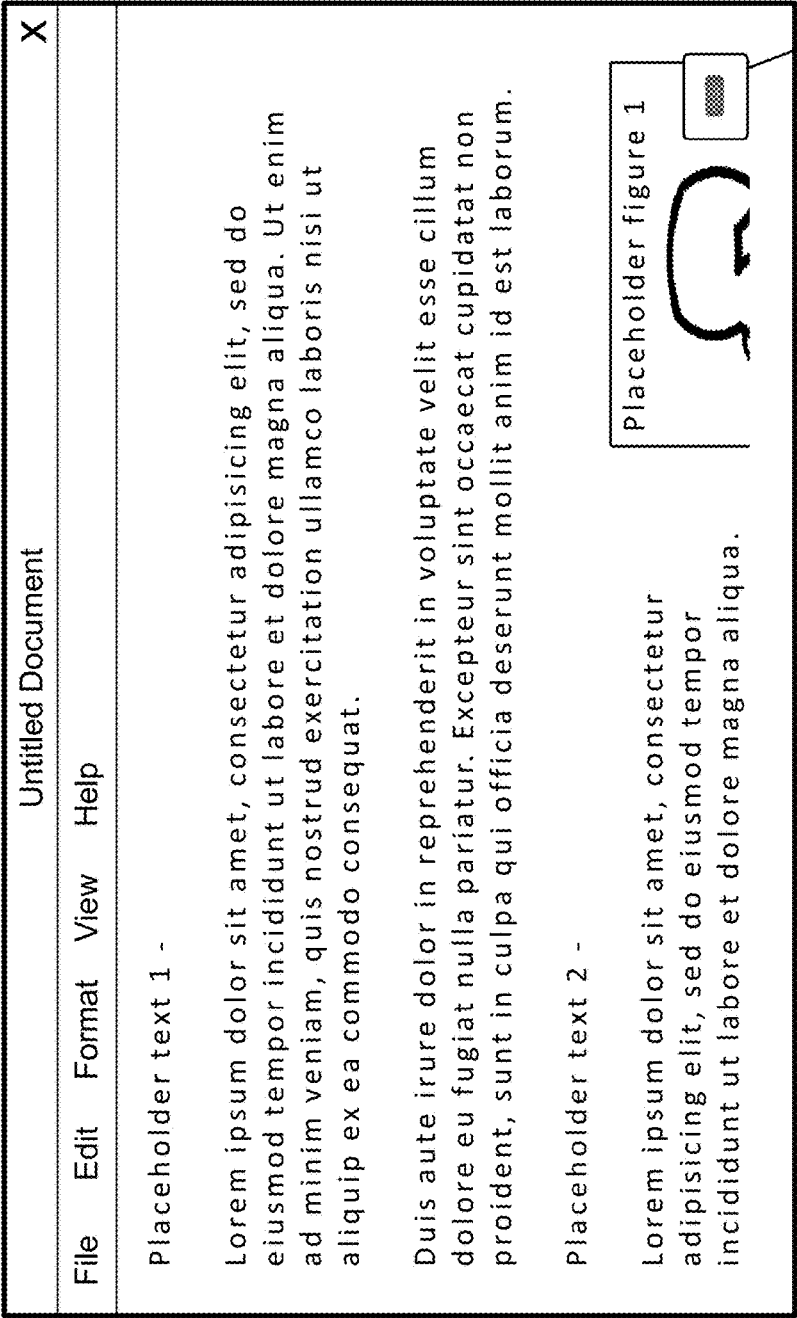 Untitled Document
X
File Edit Format View Help
Placeholder text 1 -
Lorem ipsum dolor sit amet, consectetur adipisicing elit, sed do
eiusmod tempor incididunt ut labore et dolore magna aliqua. Ut enim
ad minim veniam, quis nostrud exercitation ullamco laboris nisi ut
aliquip ex ea commodo consequat.
Duis aute irure dolor in reprehenderit in voluptate velit esse cillum
dolore eu fugiat nulla pariatur. Excepteur sint occaecat cupidatat non
proident, sunt in culpa qui officia deserunt mollit anim id est laborum.
Placeholder text 2 -
Lorem ipsum dolor sit amet, consectetur
adipisicing elit, sed do eiusmod tempor
incididunt ut labore et dolore magna aliqua.
Placeholder figure 1